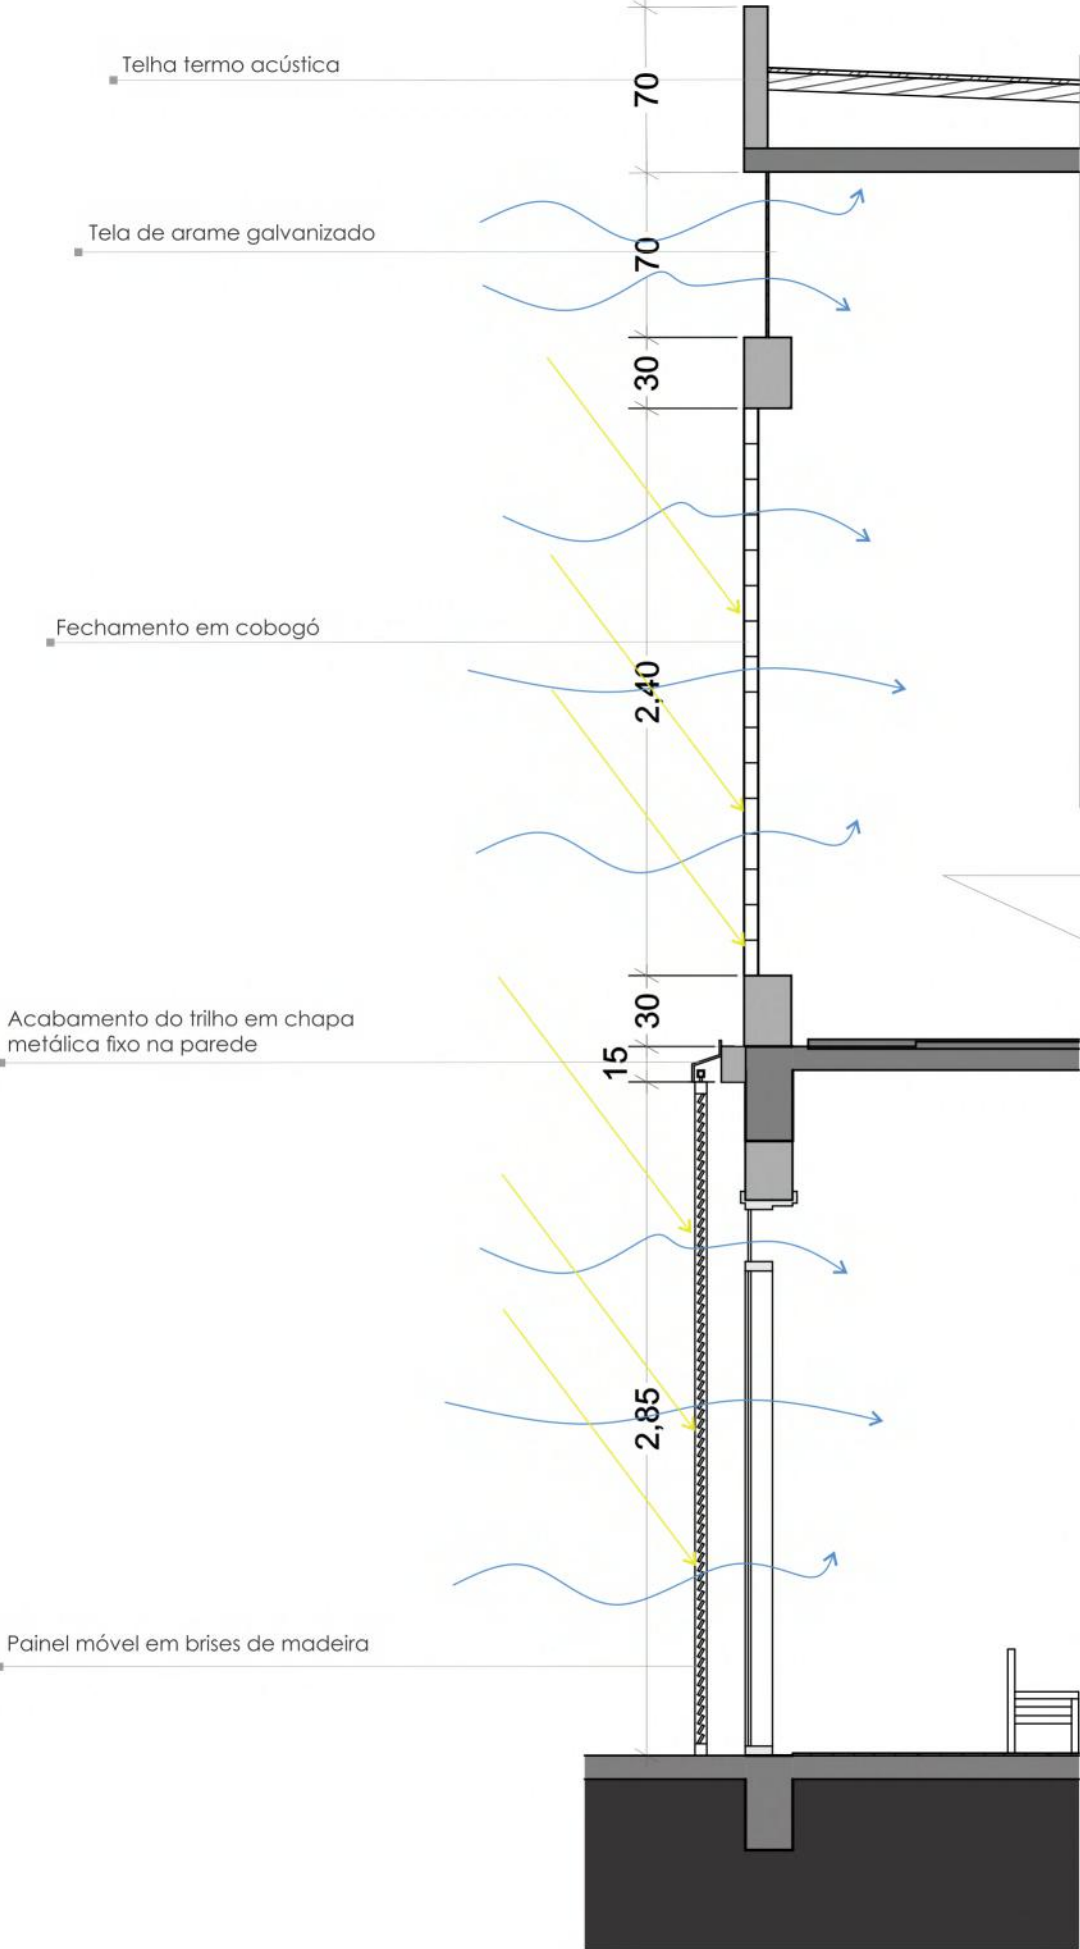 Telha termo acústica
70
Tela de arame galvanizado
70
30
Fechamento em cobogó
2,40
Acabamento do trilho em chapa
metálica fixo na parede
30
15
2,85
Painel móvel em brises de madeira